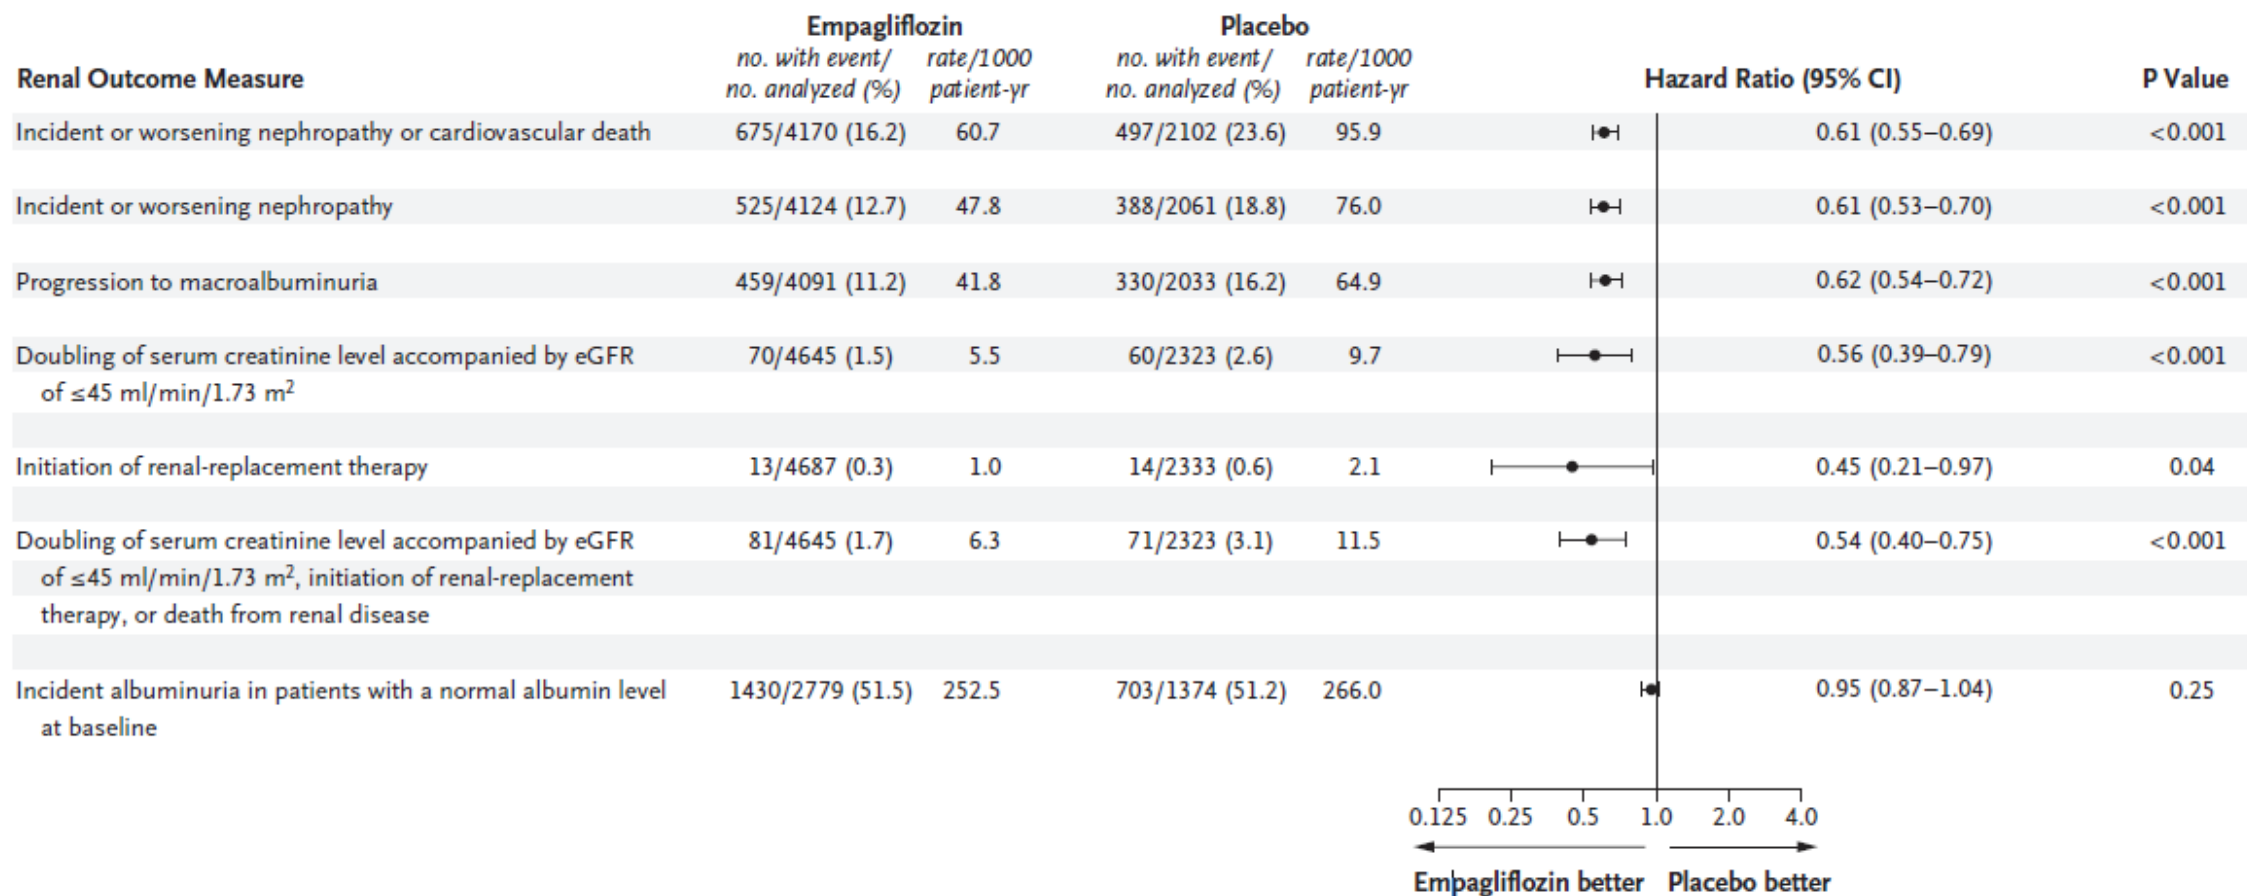 Empagliflozin Placebo
no. with event/ rate/1000 no. with event/ rate/1000
Renal Outcome Measure no. analyzed (%) patient-yr no. analyzed (%) patient-yr Hazard Ratio (95% CI) P Value
Incident or worsening nephropathy or cardiovascular death 675/4170 (16.2) 60.7 497/2102 (23.6) 95.9 0.61 (0.55–0.69) <0.001
Incident or worsening nephropathy 525/4124 (12.7) 47.8 388/2061 (18.8) 76.0 0.61 (0.53–0.70) <0.001
Progression to macroalbuminuria 459/4091 (11.2) 41.8 330/2033 (16.2) 64.9 0.62 (0.54–0.72) <0.001
Doubling of serum creatinine level accompanied by eGFR 70/4645 (1.5) 5.5 60/2323 (2.6) 9.7 0.56 (0.39–0.79) <0.001
of ≤45 ml/min/1.73 m²
Initiation of renal-replacement therapy 13/4687 (0.3) 1.0 14/2333 (0.6) 2.1 0.45 (0.21–0.97) 0.04
Doubling of serum creatinine level accompanied by eGFR 81/4645 (1.7) 6.3 71/2323 (3.1) 11.5 0.54 (0.40–0.75) <0.001
of ≤45 ml/min/1.73 m², initiation of renal-replacement
therapy, or death from renal disease
Incident albuminuria in patients with a normal albumin level 1430/2779 (51.5) 252.5 703/1374 (51.2) 266.0 0.95 (0.87–1.04) 0.25
at baseline
0.125 0.25 0.5 1.0 2.0 4.0
Empagliflozin better Placebo better